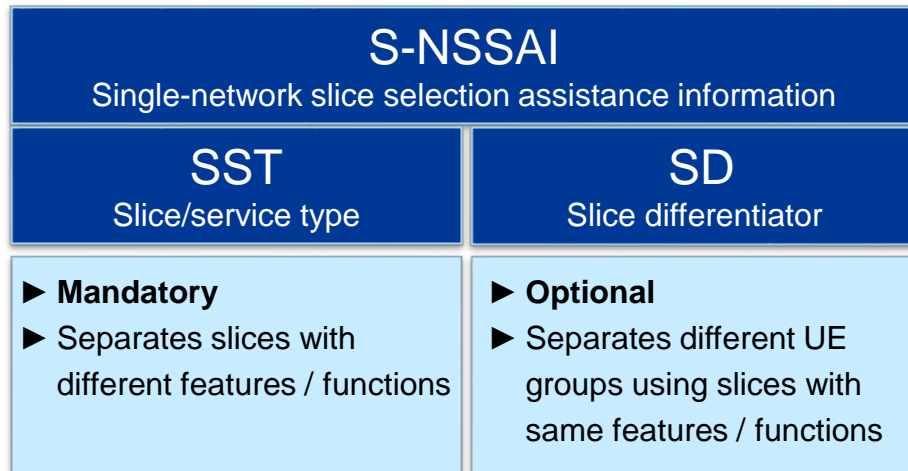 S-NSSAI
Single-network slice selection assistance information
SST
Slice/service type
SD
Slice differentiator
► Mandatory
► Separates slices with
different features / functions
► Optional
► Separates different UE
groups using slices with
same features / functions